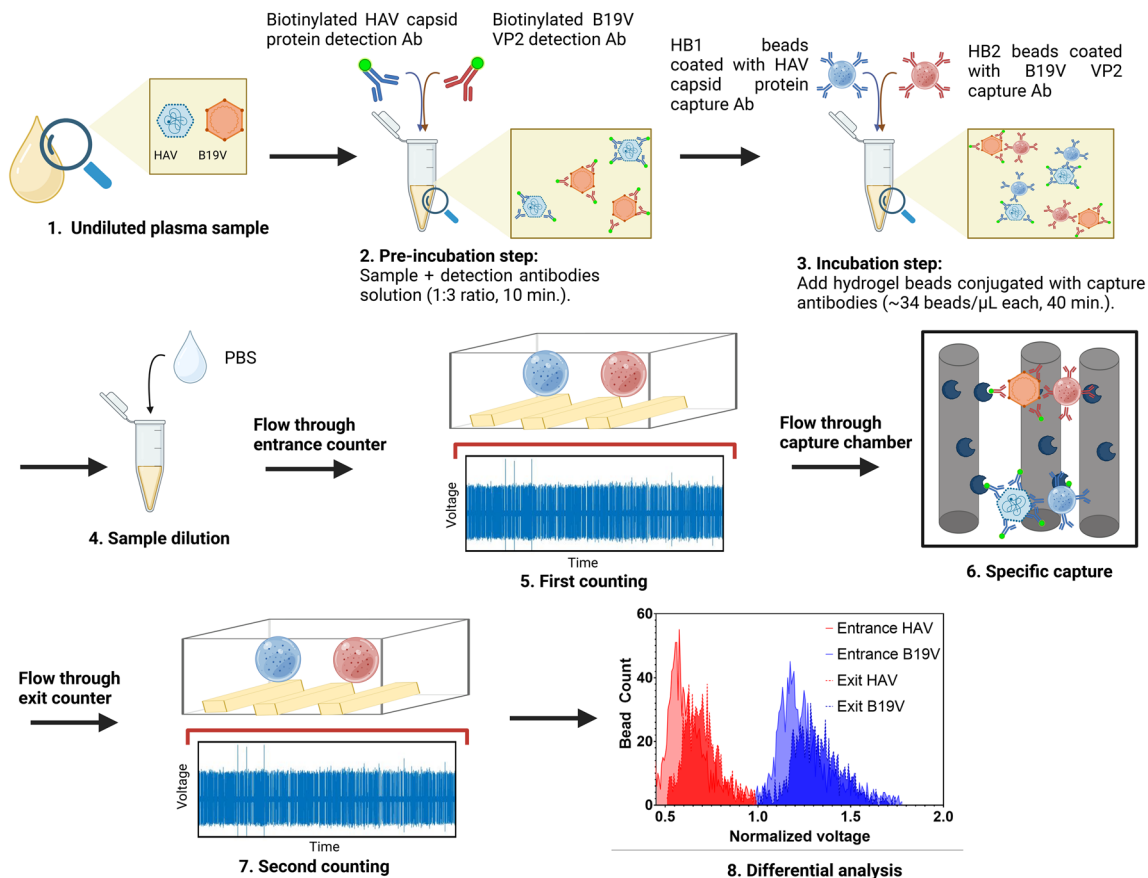 Biotinylated HAV capsid
protein detection Ab
Biotinylated B19V
VP2 detection Ab
HB1 beads
coated with HAV
capsid protein
capture Ab
HB2 beads coated
with B19V VP2
capture Ab
HAV
B19V
1. Undiluted plasma sample
2. Pre-incubation step:
Sample + detection antibodies
solution (1:3 ratio, 10 min.).
3. Incubation step:
Add hydrogel beads conjugated with capture
antibodies (~34 beads/µL each, 40 min.).
PBS
4. Sample dilution
Flow through
entrance counter
Voltage
Time
5. First counting
Flow through
capture chamber
6. Specific capture
Flow through
exit counter
Voltage
Time
7. Second counting
Bead Count
60
40
20
0
0.5
1.0
1.5
2.0
Normalized voltage
Entrance HAV
Entrance B19V
Exit HAV
Exit B19V
8. Differential analysis